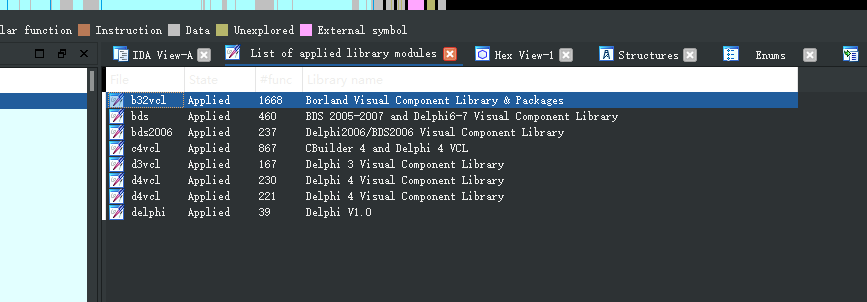 lar function Instruction Data Unexplored External symbol
IDA View-A List of applied library modules Hex View-1 Structures Enums
File State #func Library name
b32vcl Applied 1668 Borland Visual Component Library & Packages
bds Applied 460 BDS 2005-2007 and Delphi6-7 Visual Component Library
bds2006 Applied 237 Delphi2006/BDS2006 Visual Component Library
c4vcl Applied 867 CBuilder 4 and Delphi 4 VCL
d3vcl Applied 167 Delphi 3 Visual Component Library
d4vcl Applied 230 Delphi 4 Visual Component Library
d4vcl Applied 221 Delphi 4 Visual Component Library
delphi Applied 39 Delphi V1.0